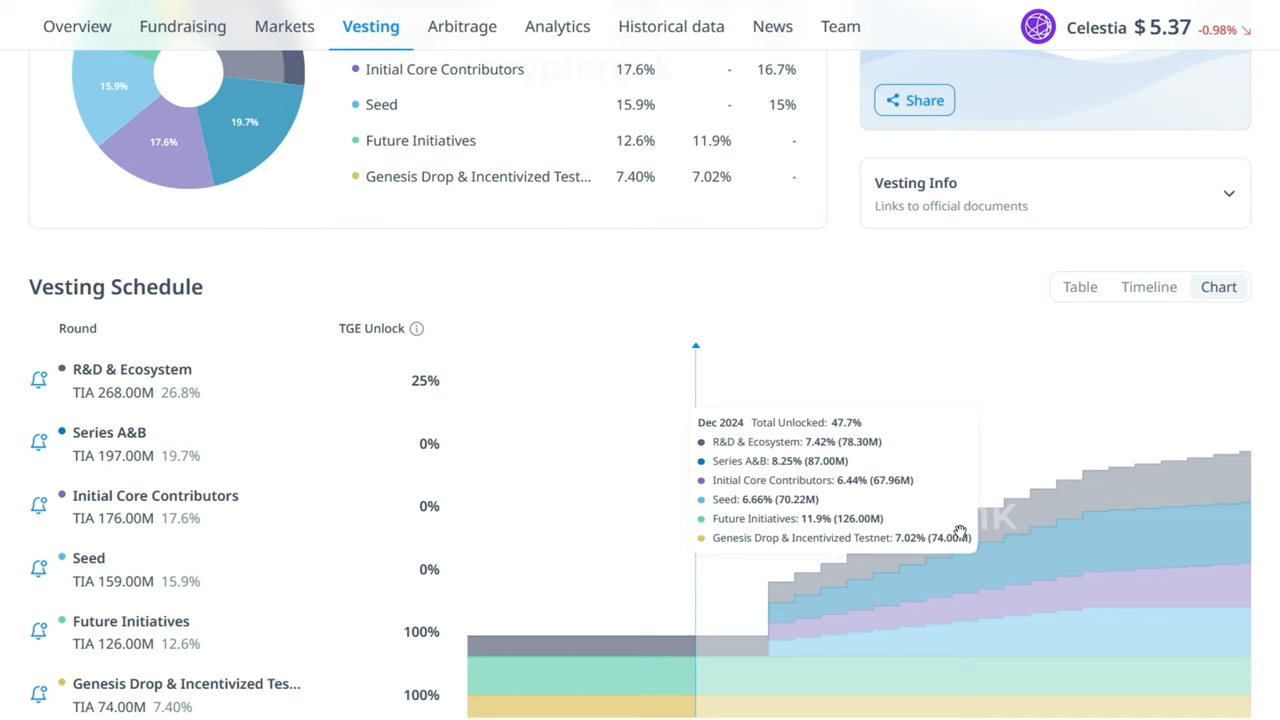 Overview Fundraising Markets Vesting Arbitrage Analytics Historical data News Team Celestia $ 5.37 -0.98%
Initial Core Contributors 17.6% - 16.7%
15.9%
Seed 15.9% - 15%
Share
19.7%
17.6%
Future Initiatives 12.6% 11.9% -
Genesis Drop & Incentivized Test... 7.40% 7.02% -
Vesting Info
Links to official documents
Vesting Schedule
Table Timeline Chart
Round TGE Unlock
R&D & Ecosystem
TIA 268.00M 26.8%
25%
Series A&B
TIA 197.00M 19.7%
0%
Initial Core Contributors
TIA 176.00M 17.6%
0%
Seed
TIA 159.00M 15.9%
0%
Future Initiatives
TIA 126.00M 12.6%
100%
Genesis Drop & Incentivized Tes...
TIA 74.00M 7.40%
100%
Dec 2024 Total Unlocked: 47.7%
R&D & Ecosystem: 7.42% (78.30M)
Series A&B: 8.25% (87.00M)
Initial Core Contributors: 6.44% (67.96M)
Seed: 6.66% (70.22M)
Future Initiatives: 11.9% (126.00M)
Genesis Drop & Incentivized Testnet: 7.02% (74.00M)